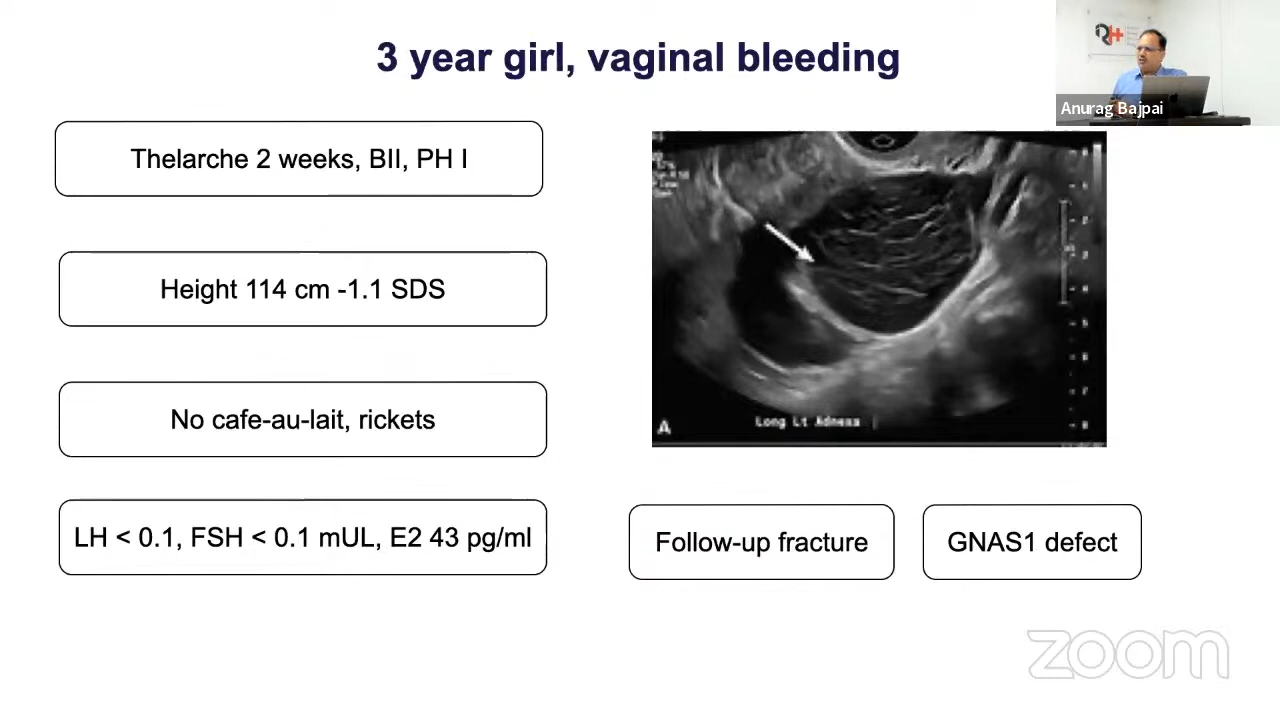 3 year girl, vaginal bleeding
Anurag Bajpai
Thelarche 2 weeks, BII, PH I
Height 114 cm -1.1 SDS
No cafe-au-lait, rickets
LH < 0.1, FSH < 0.1 mUL, E2 43 pg/ml
A
Long Lt Adnexa
Follow-up fracture
GNAS1 defect
zoom